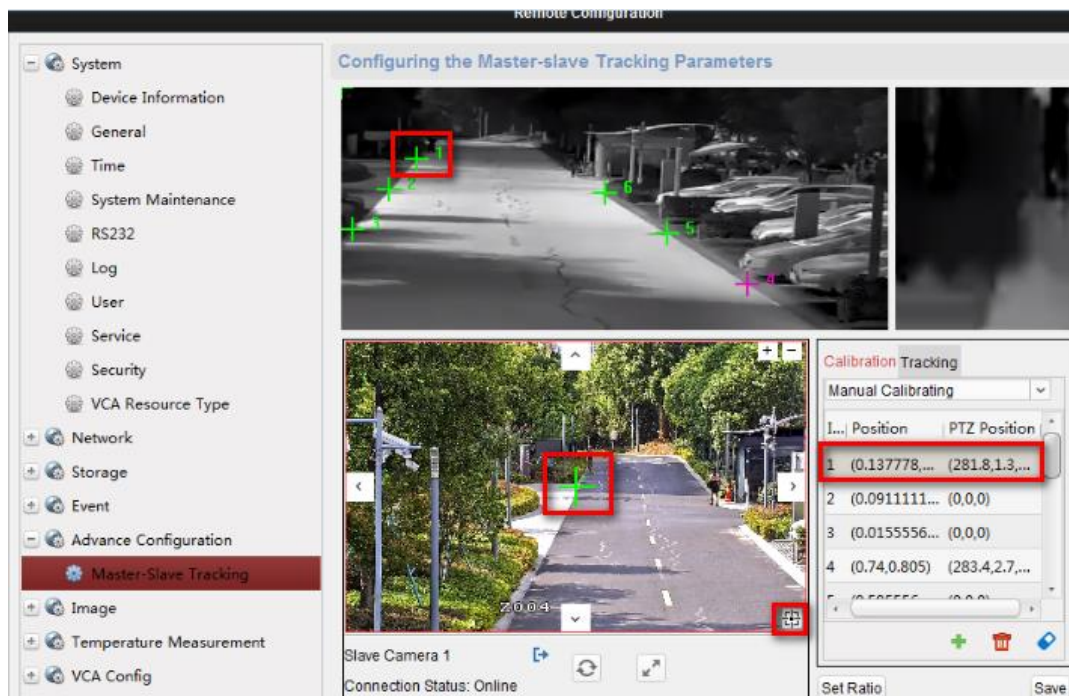 Remote Configuration
System
Device Information
General
Time
System Maintenance
RS232
Log
User
Service
Security
VCA Resource Type
Network
Storage
Event
Advance Configuration
Master-Slave Tracking
Image
Temperature Measurement
VCA Config
Configuring the Master-slave Tracking Parameters
1
2
3
6
5
4
Z004
Slave Camera 1
Connection Status: Online
Calibration Tracking
Manual Calibrating
I... Position PTZ Position
1 (0.137778,... (281.8,1.3,...
2 (0.0911111... (0,0,0)
3 (0.0155556... (0,0,0)
4 (0.74,0.805) (283.4,2.7,...
Set Ratio Save